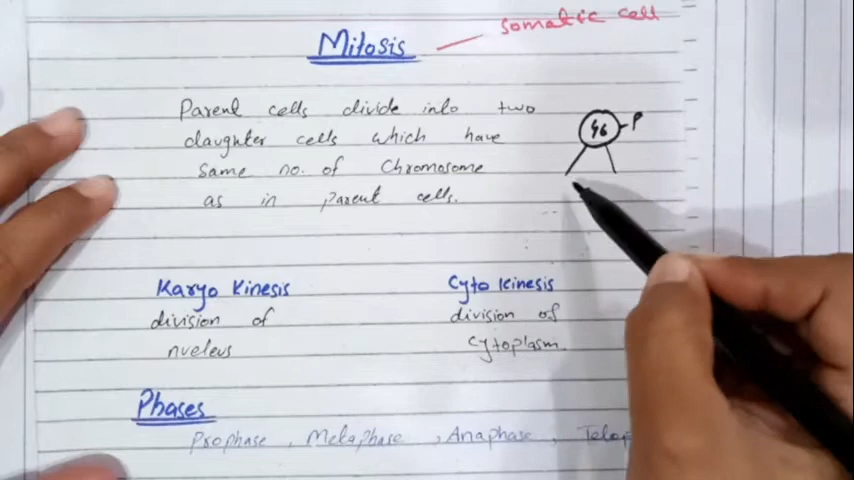 somatic cell
Mitosis
Parent cells divide into two
daughter cells which have
same no. of Chromosome
as in parent cells.
46 P
Karyo Kinesis
division of
nucleus
Cyto Kinesis
division of
Cytoplasm
Phases
Prophase , Metaphase , Anaphase , Telop